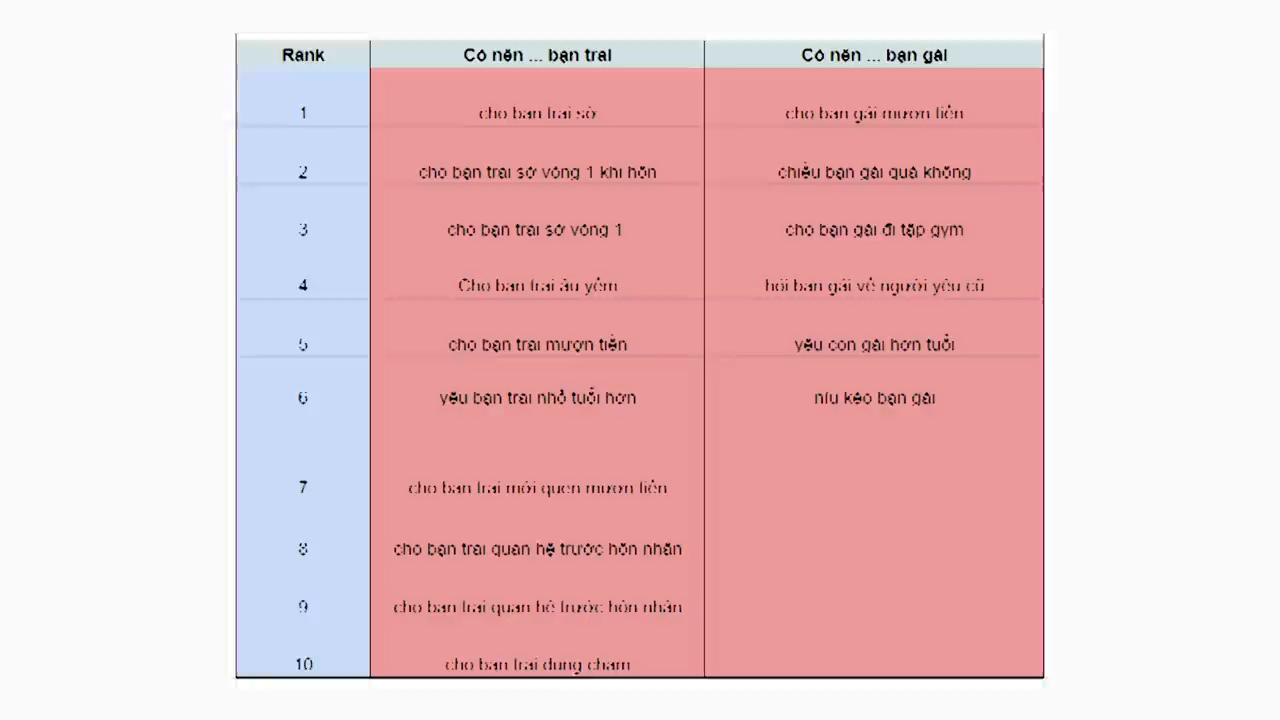 Rank Có nên ... bạn trai Có nên ... bạn gái
1 cho bạn trai sờ cho bạn gái mượn tiền
2 cho bạn trai sờ vòng 1 khi hôn chiều bạn gái quá không
3 cho bạn trai sờ vòng 1 cho bạn gái đi tập gym
4 Cho bạn trai âu yếm hỏi bạn gái về người yêu cũ
5 cho bạn trai mượn tiền yêu con gái hơn tuổi
6 yêu bạn trai nhỏ tuổi hơn níu kéo bạn gái
7 cho bạn trai mới quen mượn tiền
8 cho bạn trai quan hệ trước hôn nhân
9 cho bạn trai quan hệ trước hôn nhân
10 cho bạn trai đụng chạm